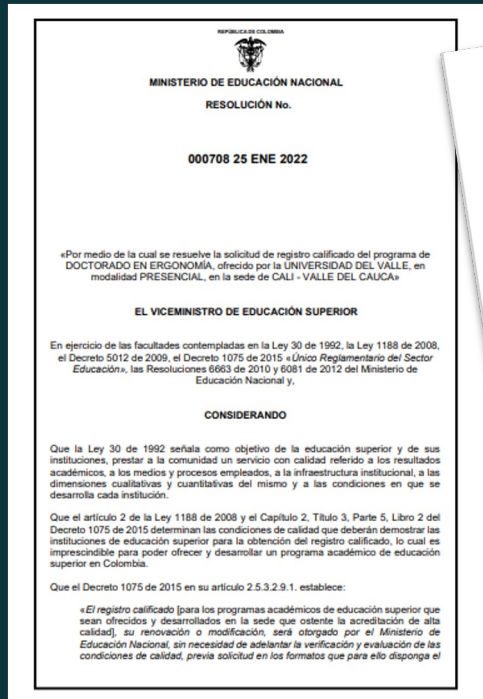 REPÚBLICA DE COLOMBIA
MINISTERIO DE EDUCACIÓN NACIONAL
RESOLUCIÓN No.
000708 25 ENE 2022
«Por medio de la cual se resuelve la solicitud de registro calificado del programa de
DOCTORADO EN ERGONOMÍA, ofrecido por la UNIVERSIDAD DEL VALLE, en
modalidad PRESENCIAL, en la sede de CALI - VALLE DEL CAUCA»
EL VICEMINISTRO DE EDUCACIÓN SUPERIOR
En ejercicio de las facultades contempladas en la Ley 30 de 1992, la Ley 1188 de 2008,
el Decreto 5012 de 2009, el Decreto 1075 de 2015 «Único Reglamentario del Sector
Educación», las Resoluciones 6663 de 2010 y 6081 de 2012 del Ministerio de
Educación Nacional y,
CONSIDERANDO
Que la Ley 30 de 1992 señala como objetivo de la educación superior y de sus
instituciones, prestar a la comunidad un servicio con calidad referido a los resultados
académicos, a los medios y procesos empleados, a la infraestructura institucional, a las
dimensiones cualitativas y cuantitativas del mismo y a las condiciones en que se
desarrolla cada institución.
Que el artículo 2 de la Ley 1188 de 2008 y el Capítulo 2, Título 3, Parte 5, Libro 2 del
Decreto 1075 de 2015 determinan las condiciones de calidad que deberán demostrar las
instituciones de educación superior para la obtención del registro calificado, lo cual es
imprescindible para poder ofrecer y desarrollar un programa académico de educación
superior en Colombia.
Que el Decreto 1075 de 2015 en su artículo 2.5.3.2.9.1. establece:
«El registro calificado [para los programas académicos de educación superior que
sean ofrecidos y desarrollados en la sede que ostente la acreditación de alta
calidad], su renovación o modificación, será otorgado por el Ministerio de
Educación Nacional, sin necesidad de adelantar la verificación y evaluación de las
condiciones de calidad, previa solicitud en los formatos que para ello disponga el